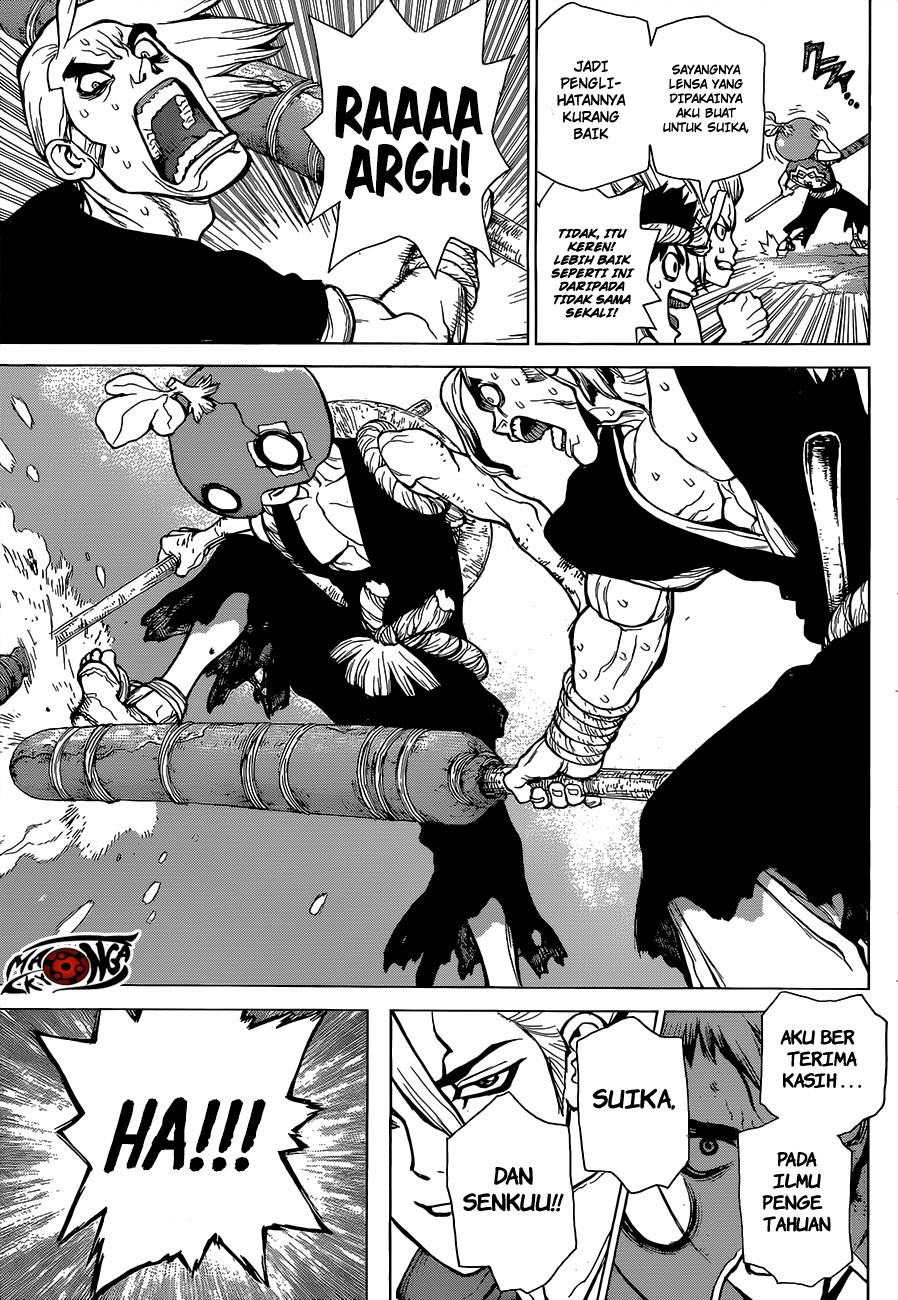 SAYANGNYA
LENSA YANG
DIPAKAINYA
AKU BUAT
UNTUK SUIKA,
JADI
PENGLI-
HATANNYA
KURANG
BAIK
TIDAK, ITU
KEREN!
LEBIH BAIK
SEPERTI INI
DARIPADA
TIDAK SAMA
SEKALI!
RAAAA
ARGH!
AKU BER
TERIMA
KASIH...
PADA
ILMU
PENGE
TAHUAN
SUIKA,
DAN
SENKUU!!
HA!!!
MANGA